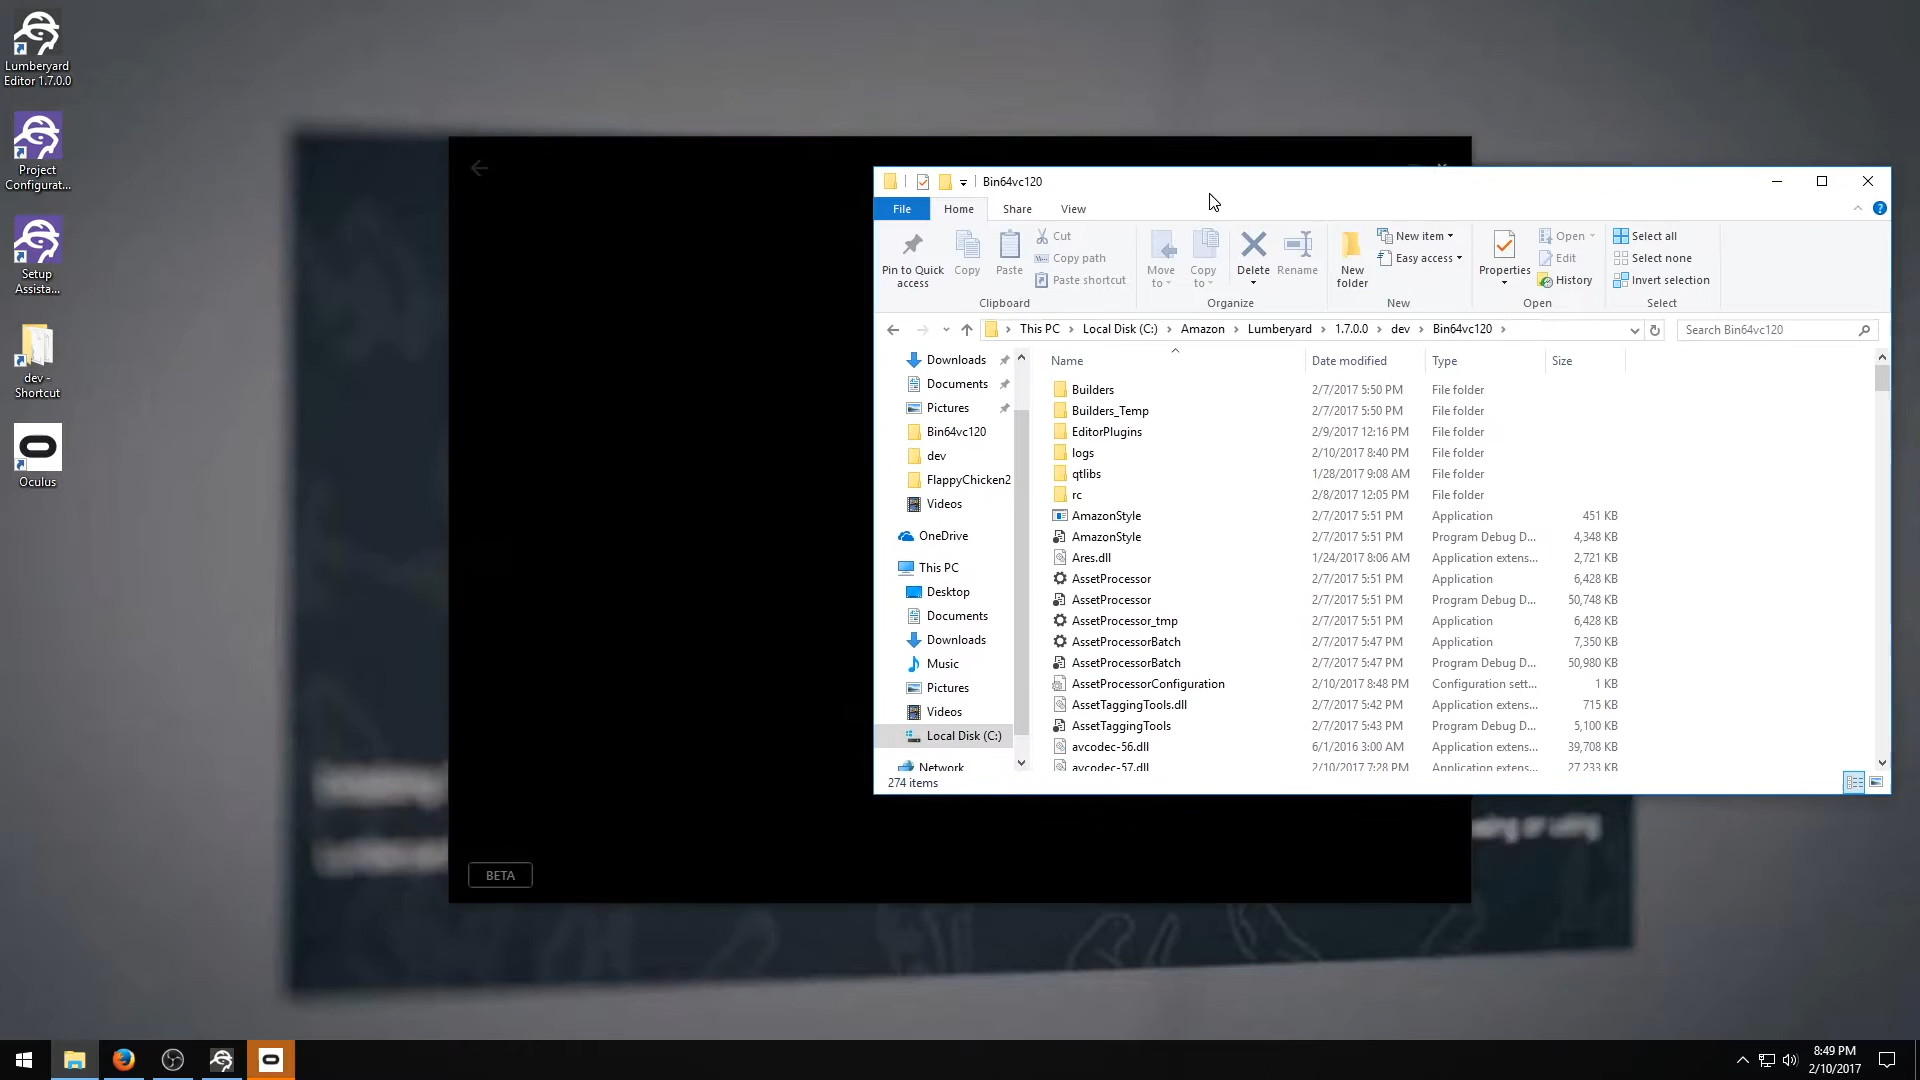 Lumberyard
Editor 1.7.0.0
Project
Configurat...
Setup
Assista...
dev -
Shortcut
Oculus
Bin64vc120
File Home Share View
Pin to Quick
access
Copy
Paste
Cut
Copy path
Paste shortcut
Clipboard
Move
to
Copy
to
Delete
Rename
Organize
New
folder
New item
Easy access
New
Properties
Open
Edit
History
Open
Select all
Select none
Invert selection
Select
This PC Local Disk (C:) Amazon Lumberyard 1.7.0.0 dev Bin64vc120
Search Bin64vc120
Downloads
Documents
Pictures
Bin64vc120
dev
FlappyChicken2
Videos
OneDrive
This PC
Desktop
Documents
Downloads
Music
Pictures
Videos
Local Disk (C:)
Network
Name Date modified Type Size
Builders 2/7/2017 5:50 PM File folder
Builders_Temp 2/7/2017 5:50 PM File folder
EditorPlugins 2/9/2017 12:16 PM File folder
logs 2/10/2017 8:40 PM File folder
qtlibs 1/28/2017 9:08 AM File folder
rc 2/8/2017 12:05 PM File folder
AmazonStyle 2/7/2017 5:51 PM Application 451 KB
AmazonStyle 2/7/2017 5:51 PM Program Debug D... 4,348 KB
Ares.dll 1/24/2017 8:06 AM Application extens... 2,721 KB
AssetProcessor 2/7/2017 5:51 PM Application 6,428 KB
AssetProcessor 2/7/2017 5:51 PM Program Debug D... 50,748 KB
AssetProcessor_tmp 2/7/2017 5:51 PM Application 6,428 KB
AssetProcessorBatch 2/7/2017 5:47 PM Application 7,350 KB
AssetProcessorBatch 2/7/2017 5:47 PM Program Debug D... 50,980 KB
AssetProcessorConfiguration 2/10/2017 8:48 PM Configuration sett... 1 KB
AssetTaggingTools.dll 2/7/2017 5:42 PM Application extens... 715 KB
AssetTaggingTools 2/7/2017 5:43 PM Program Debug D... 5,100 KB
avcodec-56.dll 6/1/2016 3:00 AM Application extens... 39,708 KB
avcodec-57.dll 2/10/2017 7:28 PM Application extens... 27,233 KB
274 items
BETA
8:49 PM
2/10/2017